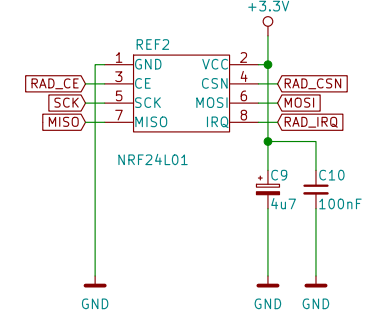 +3.3V
REF2
1 GND VCC 2
RAD_CE 3 CE CSN 4 RAD_CSN
SCK 5 SCK MOSI 6 MOSI
MISO 7 MISO IRQ 8 RAD_IRQ
NRF24L01
+ C9 C10
4u7 100nF
GND GND GND